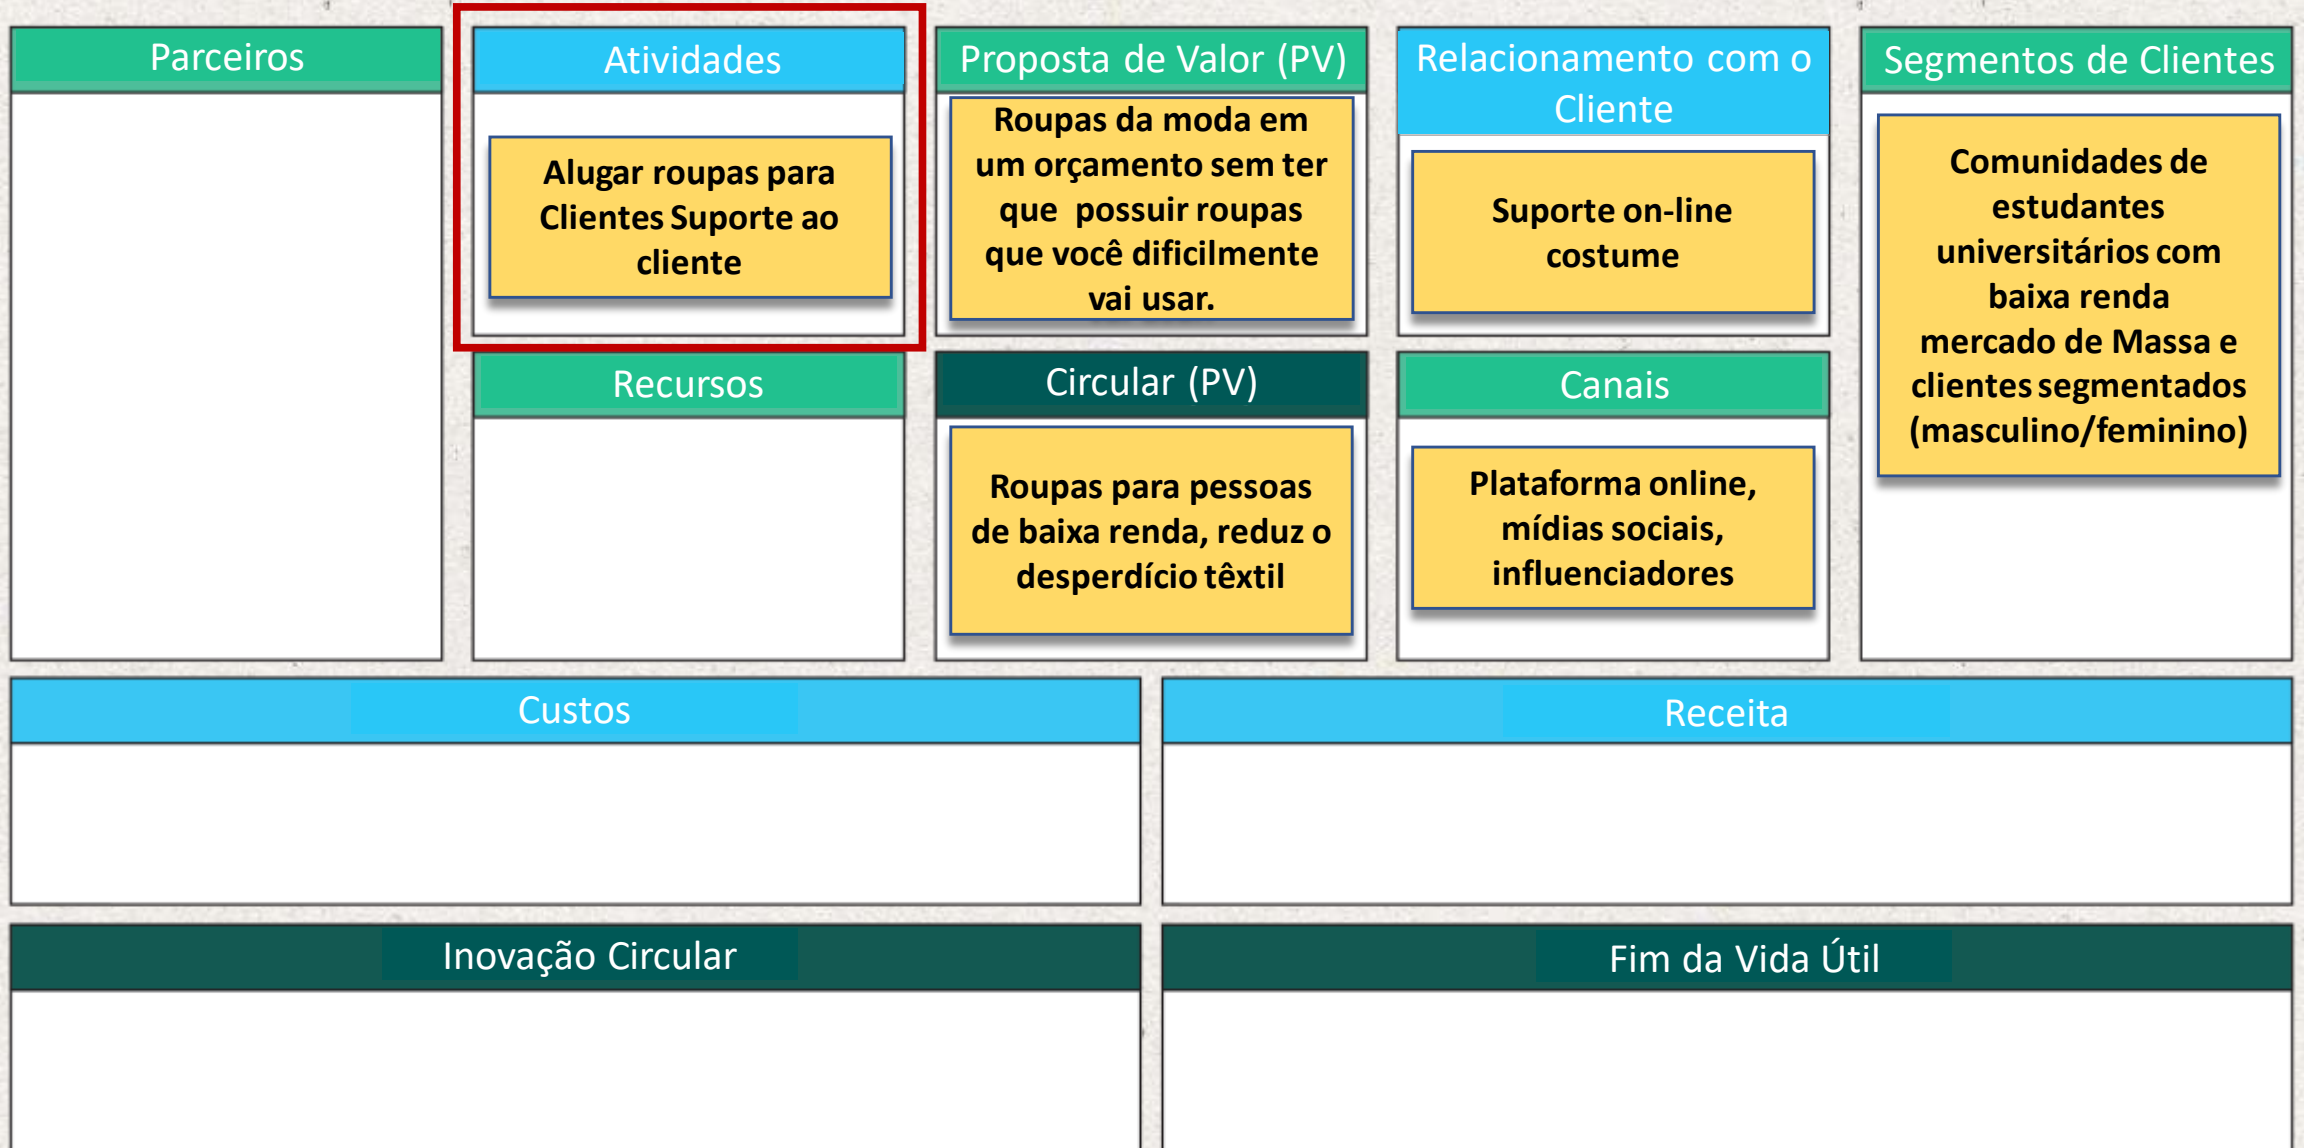 Parceiros
Atividades
Alugar roupas para
Clientes Suporte ao
cliente
Recursos
Proposta de Valor (PV)
Roupas da moda em
um orçamento sem ter
que possuir roupas
que você dificilmente
vai usar.
Circular (PV)
Roupas para pessoas
de baixa renda, reduz o
desperdício têxtil
Relacionamento com o
Cliente
Suporte on-line
costume
Canais
Plataforma online,
mídias sociais,
influenciadores
Segmentos de Clientes
Comunidades de
estudantes
universitários com
baixa renda
mercado de Massa e
clientes segmentados
(masculino/feminino)
Custos
Receita
Inovação Circular
Fim da Vida Útil